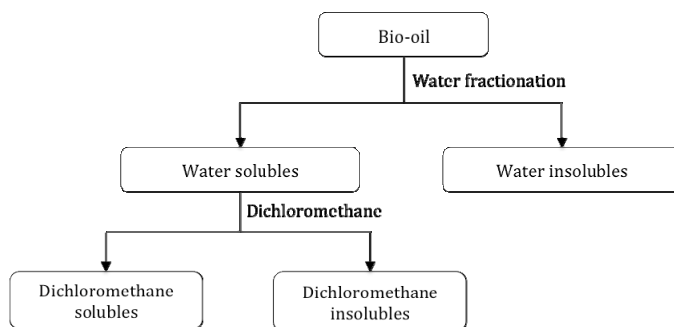 Bio-oil
Water fractionation
Water solubles
Water insolubles
Dichloromethane
Dichloromethane
solubles
Dichloromethane
insolubles